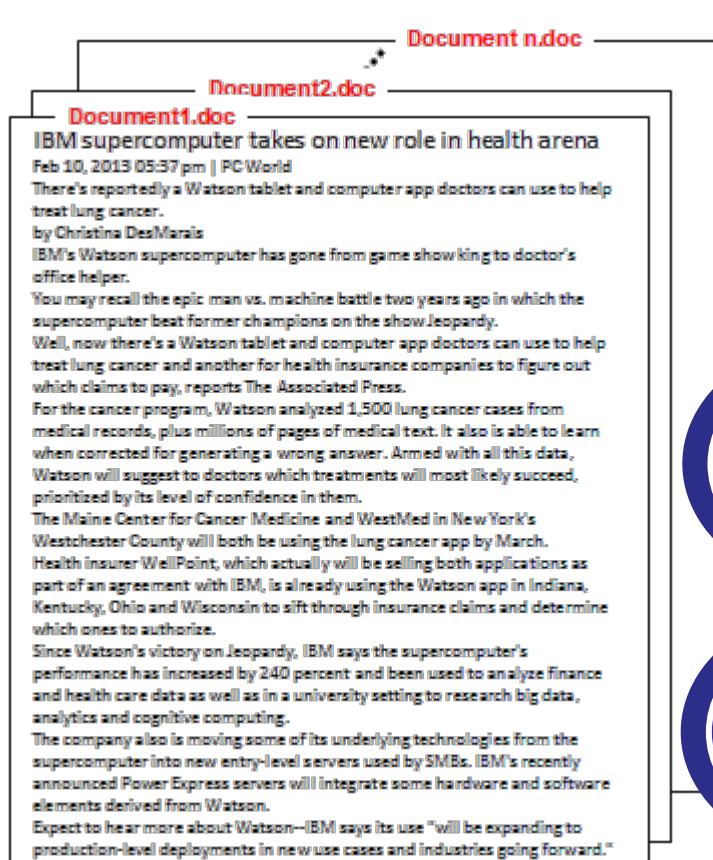 Document n.doc
Document2.doc
Document1.doc
IBM supercomputer takes on new role in health arena
Feb 10, 2013 05:37 pm | PCWorld
There's reportedly a Watson tablet and computer app doctors can use to help
treat lung cancer.
by Christina DesMarais
IBM's Watson supercomputer has gone from game show king to doctor's
office helper.
You may recall the epic man vs. machine battle two years ago in which the
supercomputer beat former champions on the show Jeopardy.
Well, now there's a Watson tablet and computer app doctors can use to help
treat lung cancer and another for health insurance companies to figure out
which claims to pay, reports The Associated Press.
For the cancer program, Watson analyzed 1,500 lung cancer cases from
medical records, plus millions of pages of medical text. It also is able to learn
when corrected for generating a wrong answer. Armed with all this data,
Watson will suggest to doctors which treatments will most likely succeed,
prioritized by its level of confidence in them.
The Maine Center for Cancer Medicine and WestMed in New York's
Westchester County will both be using the lung cancer app by March.
Health insurer WellPoint, which actually will be selling both applications as
part of an agreement with IBM, is already using the Watson app in Indiana,
Kentucky, Ohio and Wisconsin to sift through insurance claims and determine
which ones to authorize.
Since Watson's victory on Jeopardy, IBM says the supercomputer's
performance has increased by 240 percent and been used to analyze finance
and health care data as well as in a university setting to research big data,
analytics and cognitive computing.
The company also is moving some of its underlying technologies from the
supercomputer into new entry-level servers used by SMBs. IBM's recently
announced Power Express servers will integrate some hardware and software
elements derived from Watson.
Expect to hear more about Watson--IBM says its use "will be expanding to
production-level deployments in new use cases and industries going forward."